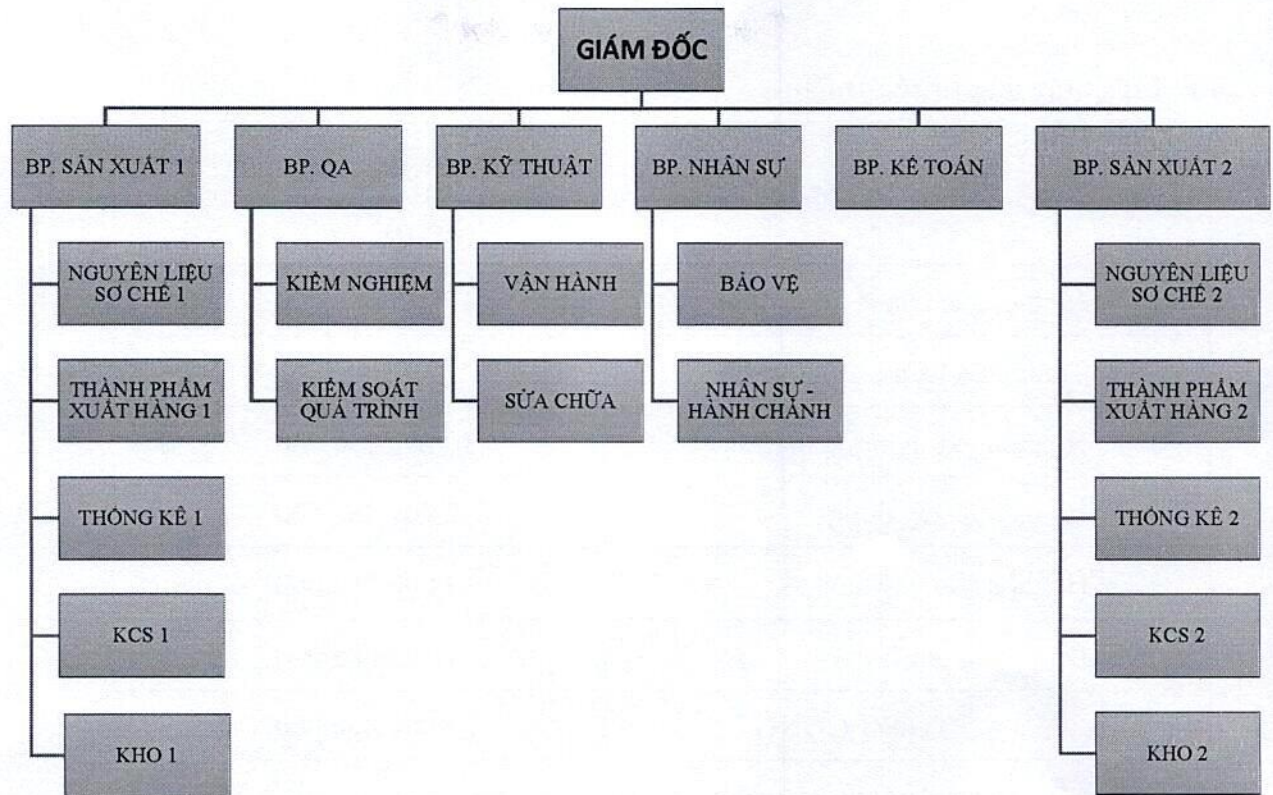 GIÁM ĐỐC
BP. SẢN XUẤT 1
BP. QA
BP. KỸ THUẬT
BP. NHÂN SỰ
BP. KẾ TOÁN
BP. SẢN XUẤT 2
NGUYÊN LIỆU
SƠ CHẾ 1
KIỂM NGHIỆM
VẬN HÀNH
BẢO VỆ
NGUYÊN LIỆU
SƠ CHẾ 2
THÀNH PHẨM
XUẤT HÀNG 1
KIỂM SOÁT
QUÁ TRÌNH
SỬA CHỮA
NHÂN SỰ -
HÀNH CHÁNH
THÀNH PHẨM
XUẤT HÀNG 2
THỐNG KÊ 1
THỐNG KÊ 2
KCS 1
KCS 2
KHO 1
KHO 2